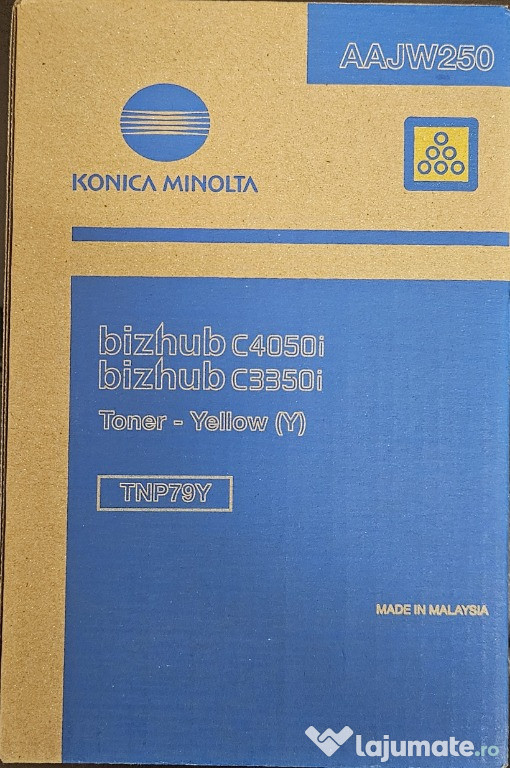 AAJW250
KONICA MINOLTA
bizhub C4050i
bizhub C3350i
Toner - Yellow (Y)
TNP79Y
MADE IN MALAYSIA
lajumate.ro